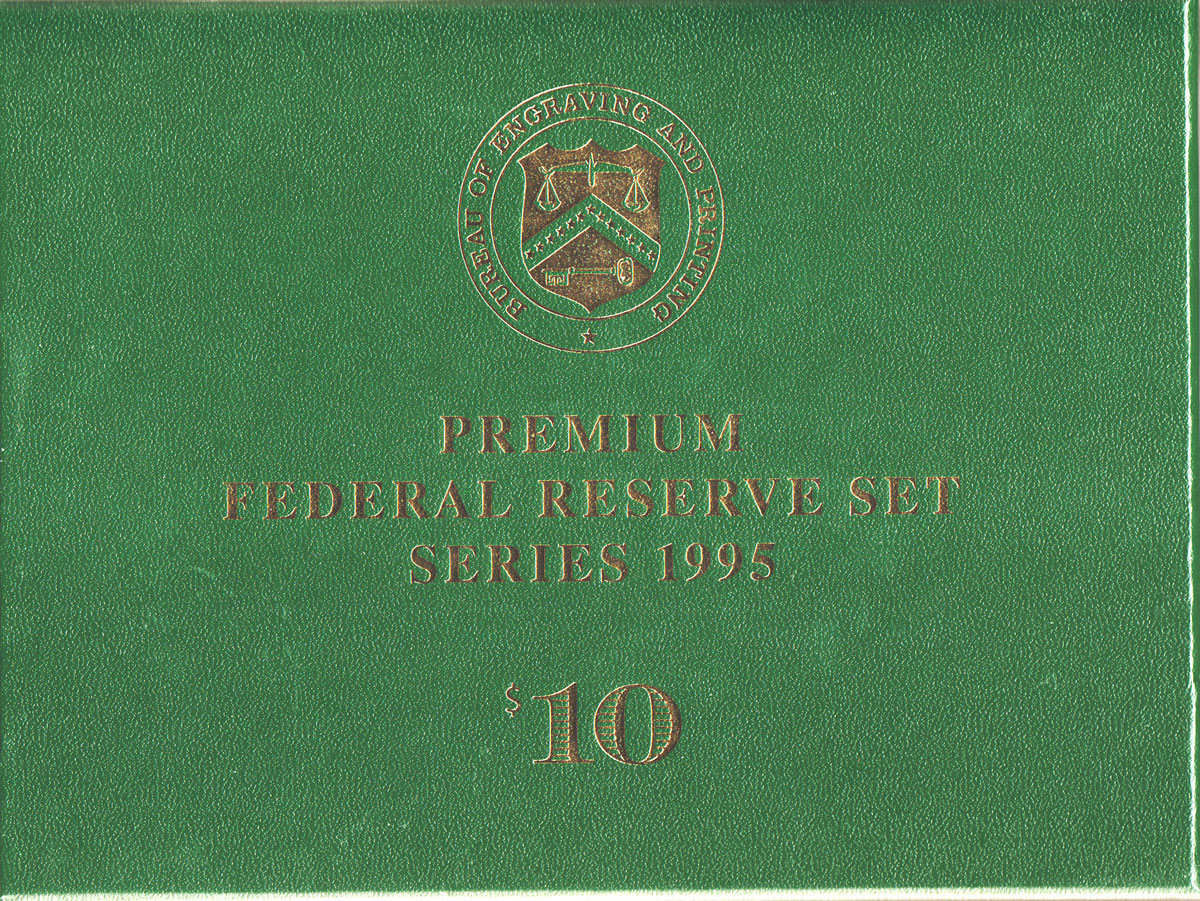 BUREAU OF ENGRAVING AND PRINTING
PREMIUM
FEDERAL RESERVE SET
SERIES 1995
$10